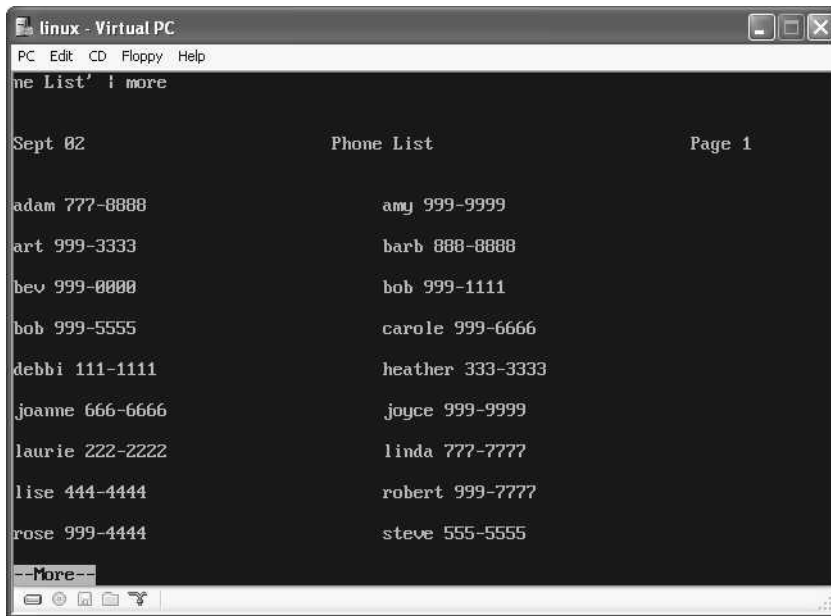 linux - Virtual PC
PC Edit CD Floppy Help
ne List' | more
Sept 02 Phone List Page 1
adam 777-8888 amy 999-9999
art 999-3333 barb 888-8888
bev 999-0000 bob 999-1111
bob 999-5555 carole 999-6666
debbi 111-1111 heather 333-3333
joanne 666-6666 joyce 999-9999
laurie 222-2222 linda 777-7777
lise 444-4444 robert 999-7777
rose 999-4444 steve 555-5555
--More--